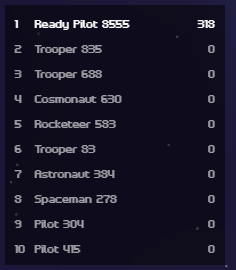 1 Ready Pilot 8555 318
2 Trooper 835 0
3 Trooper 688 0
4 Cosmonaut 630 0
5 Rocketeer 583 0
6 Trooper 83 0
7 Astronaut 384 0
8 Spaceman 278 0
9 Pilot 304 0
10 Pilot 415 0